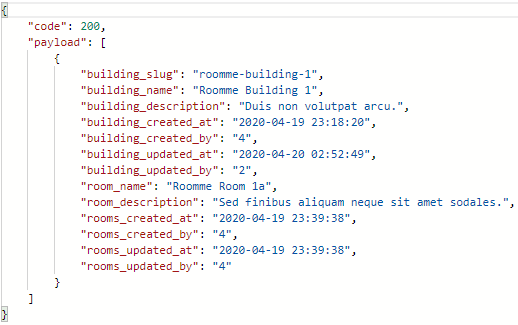 {
    "code": 200,
    "payload": [
        {
            "building_slug": "roomme-building-1",
            "building_name": "Roomme Building 1",
            "building_description": "Duis non volutpat arcu.",
            "building_created_at": "2020-04-19 23:18:20",
            "building_created_by": "4",
            "building_updated_at": "2020-04-20 02:52:49",
            "building_updated_by": "2",
            "room_name": "Roomme Room 1a",
            "room_description": "Sed finibus aliquam neque sit amet sodales.",
            "rooms_created_at": "2020-04-19 23:39:38",
            "rooms_created_by": "4",
            "rooms_updated_at": "2020-04-19 23:39:38",
            "rooms_updated_by": "4"
        }
    ]
}